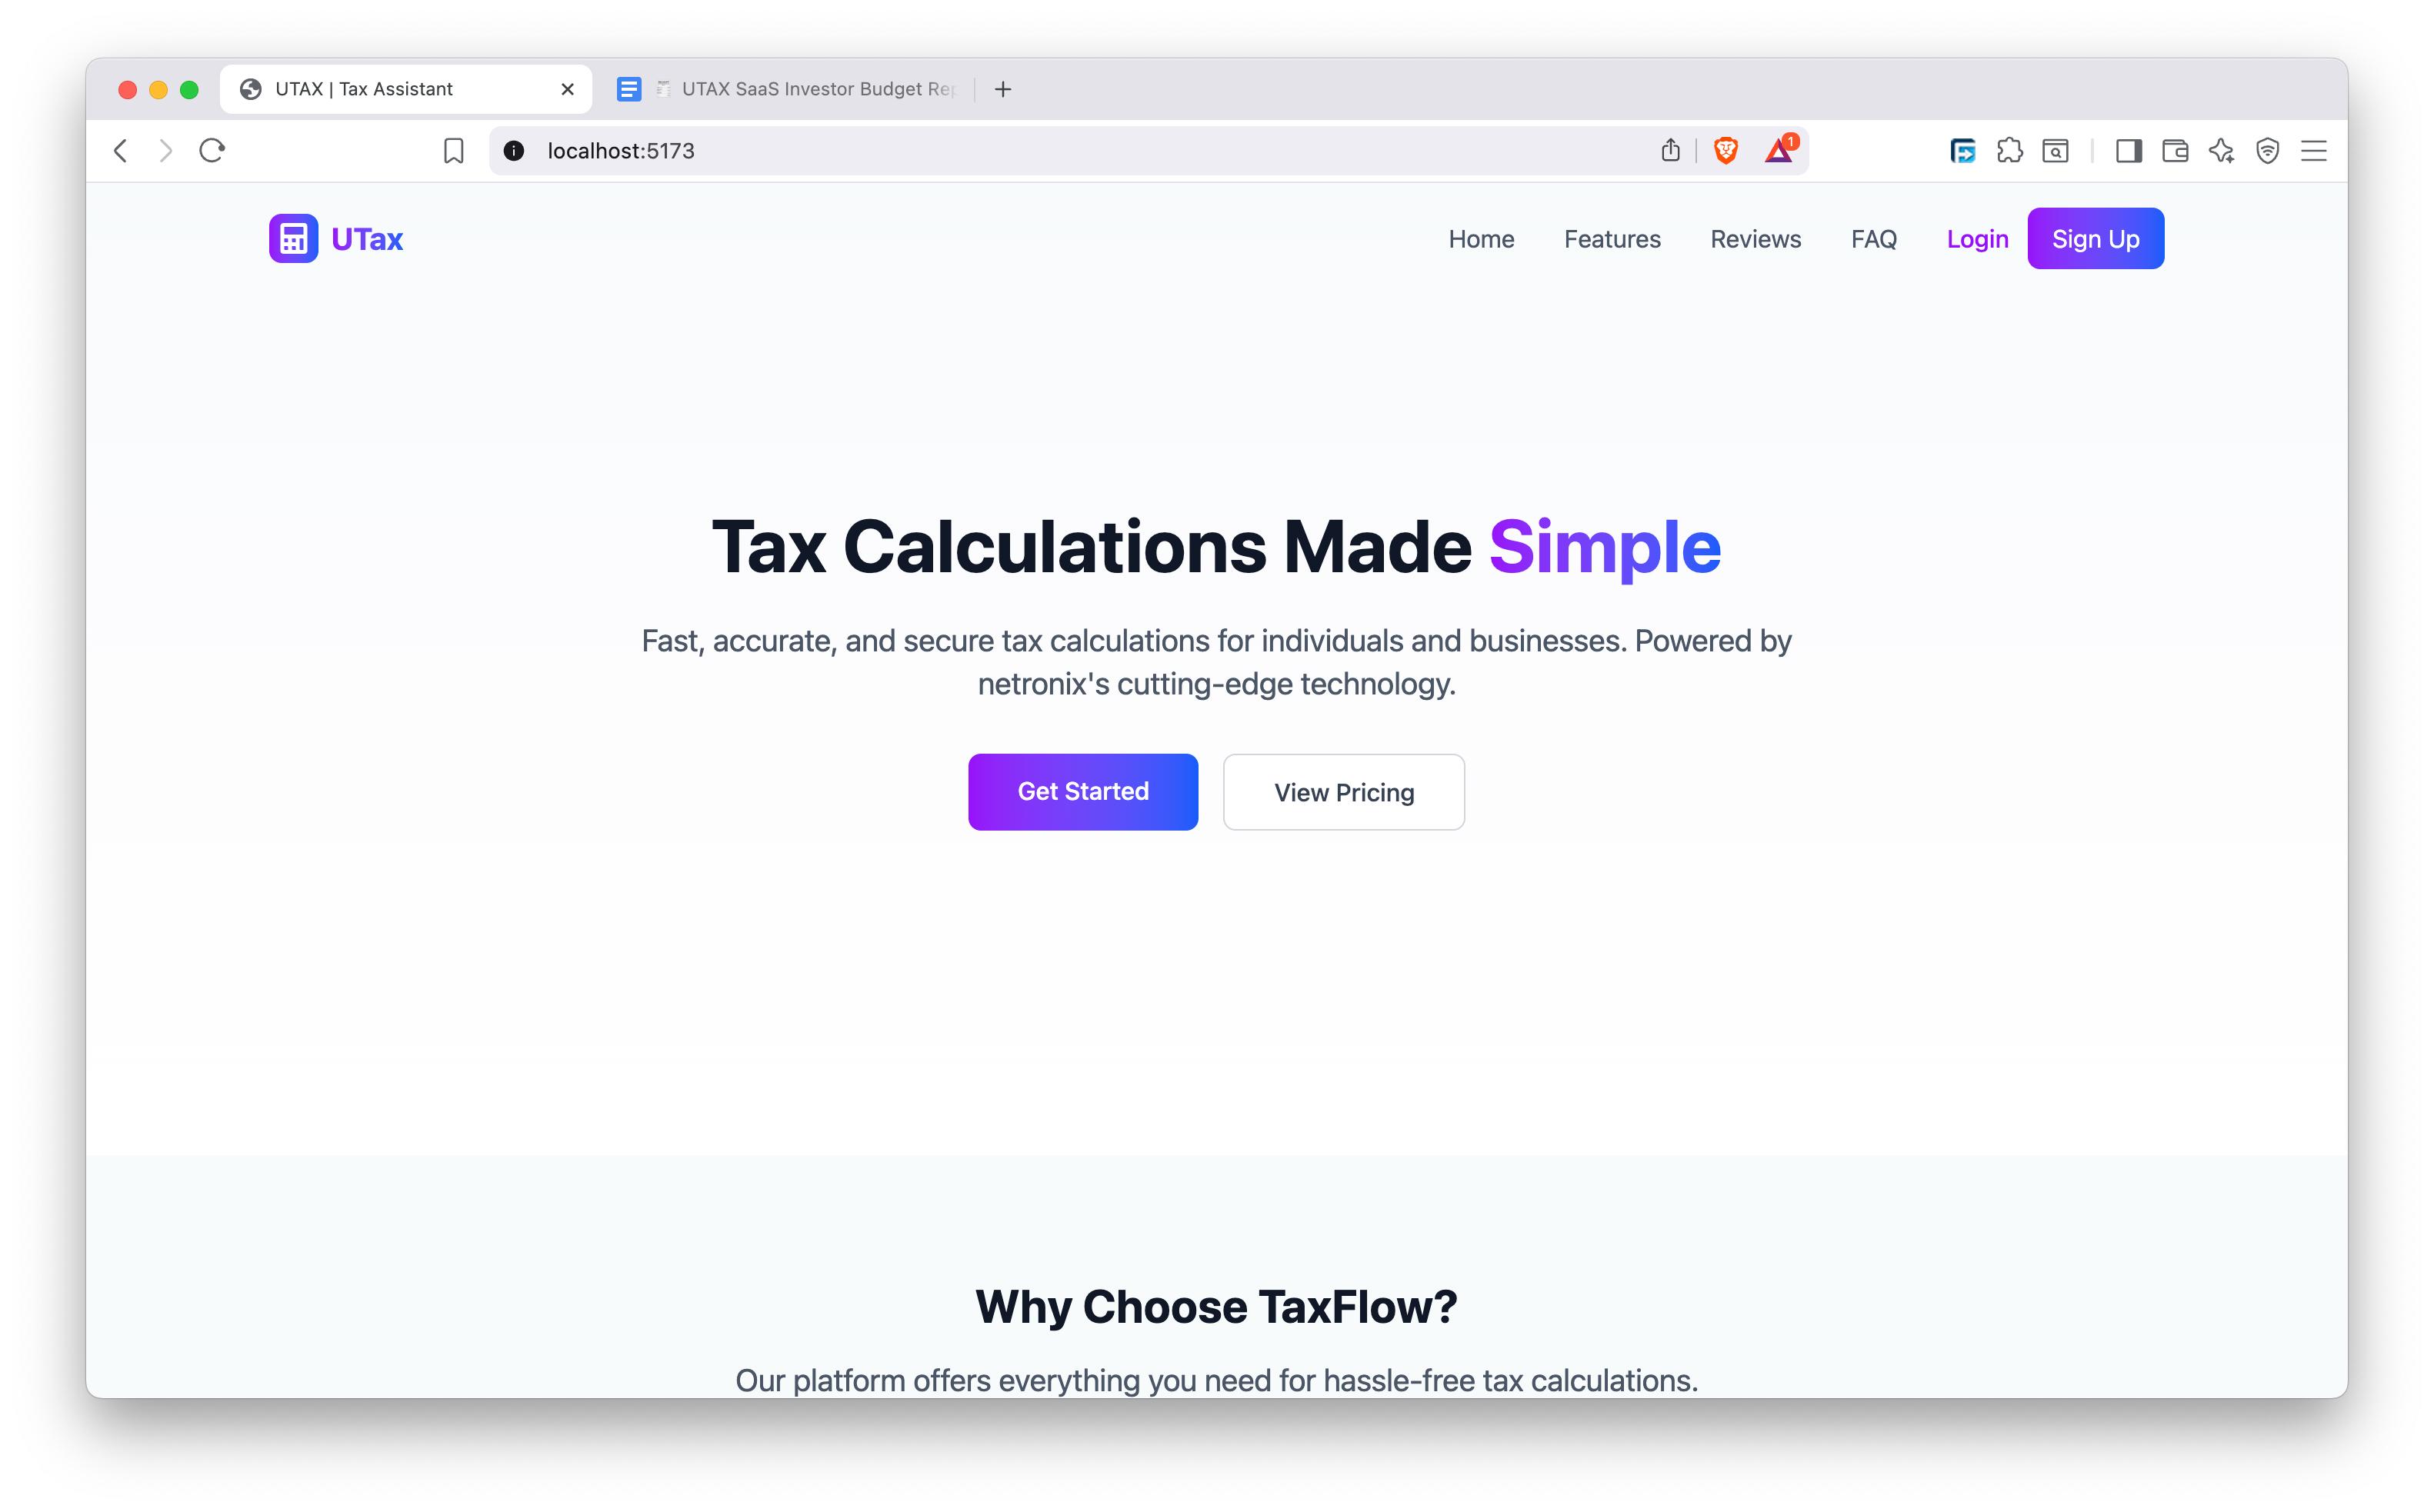 UTAX | Tax Assistant
UTAX SaaS Investor Budget Rep
localhost:5173
1
UTax
Home
Features
Reviews
FAQ
Login
Sign Up
Tax Calculations Made Simple
Fast, accurate, and secure tax calculations for individuals and businesses. Powered by
netronix's cutting-edge technology.
Get Started
View Pricing
Why Choose TaxFlow?
Our platform offers everything you need for hassle-free tax calculations.